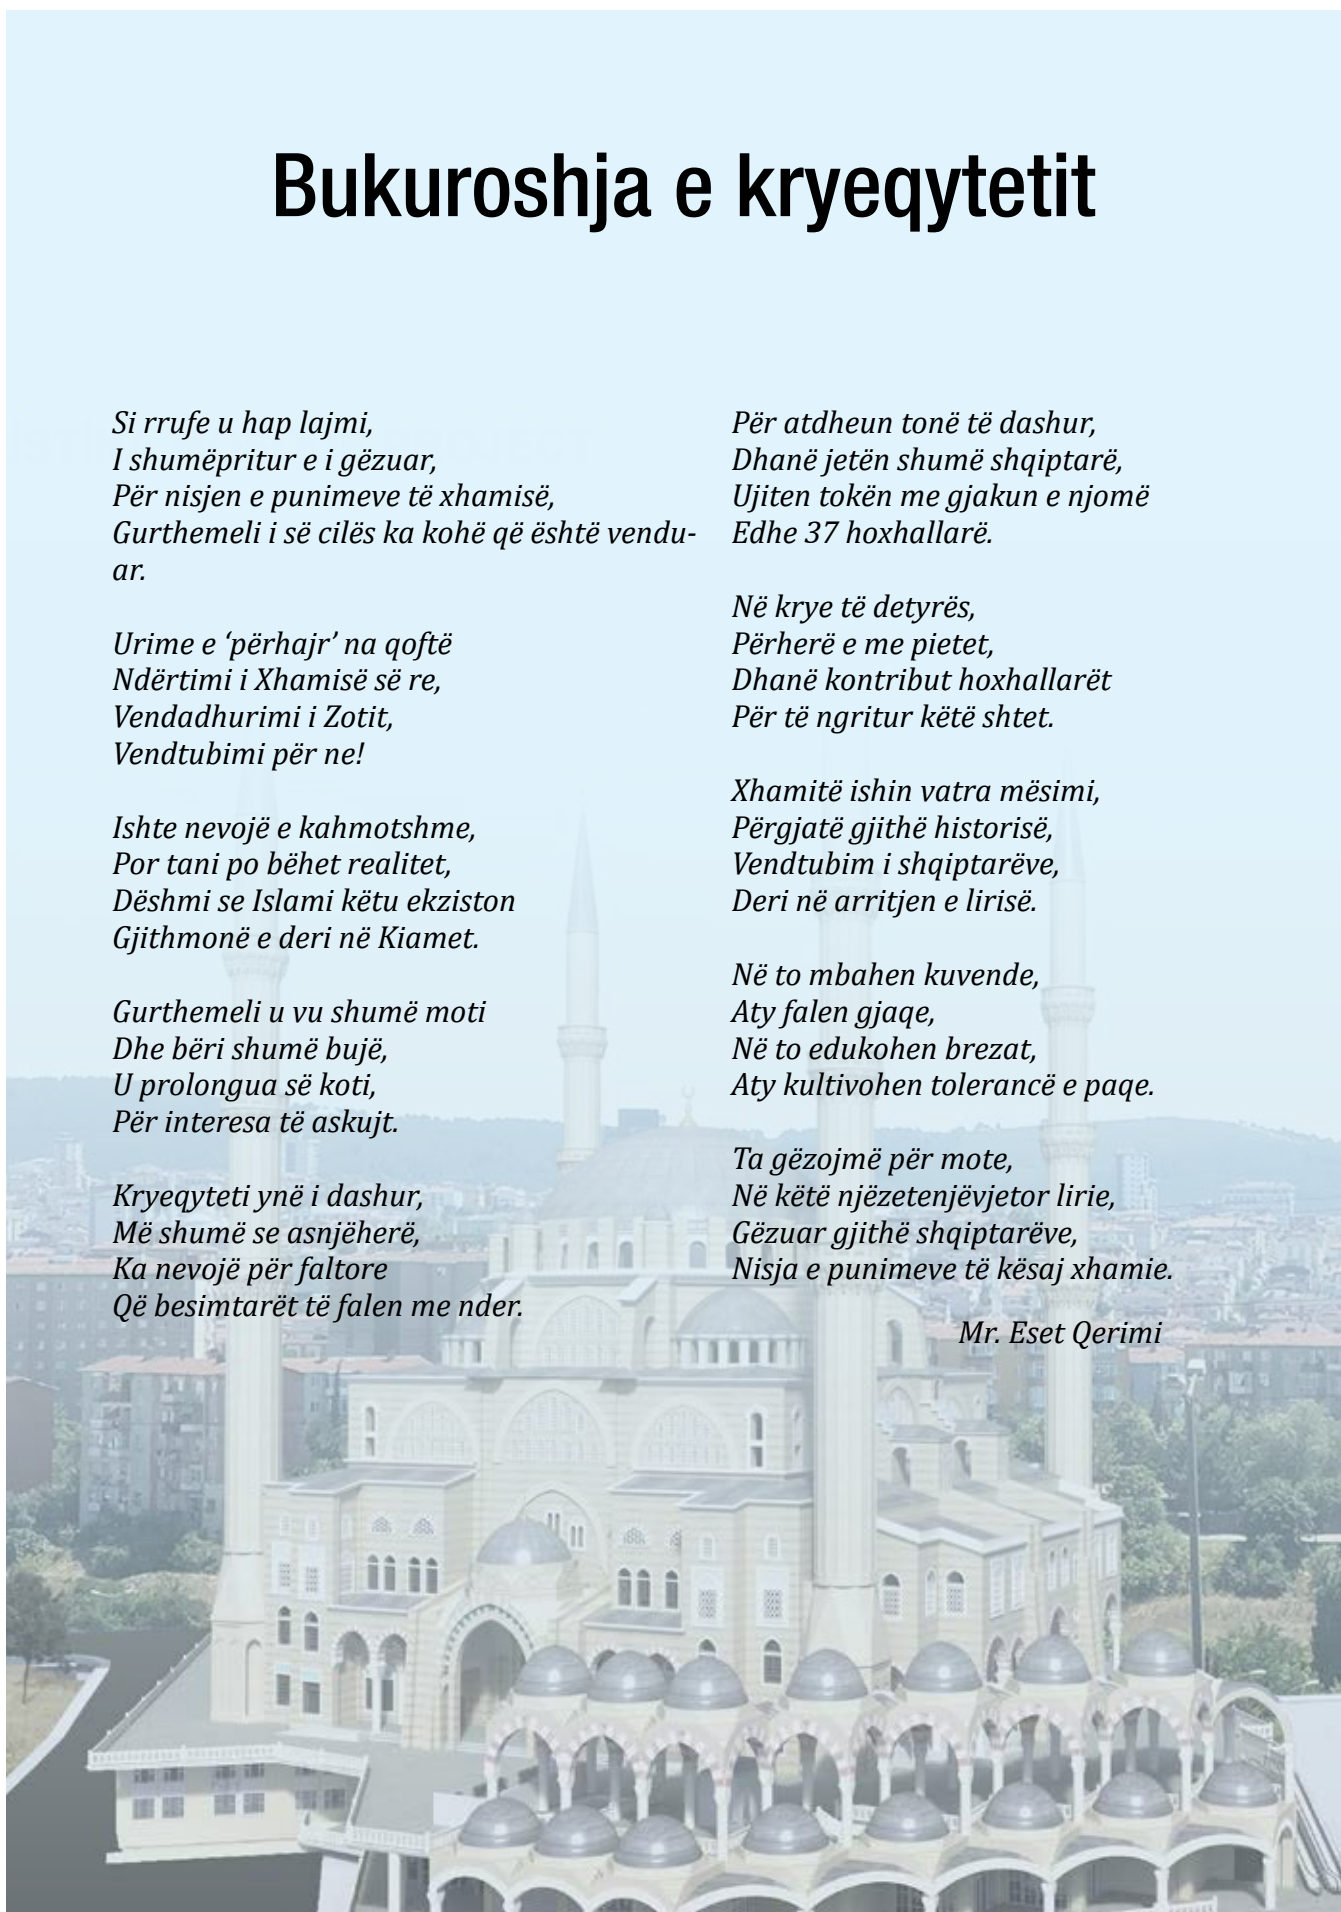 Bukuroshja e kryeqytetit
Si rrufe u hap lajmi,
I shumëpritur e i gëzuar,
Për nisjen e punimeve të xhamisë,
Gurthemeli i së cilës ka kohë që është vendu-
ar.
Urime e ‘përhajr’ na qoftë
Ndërtimi i Xhamisë së re,
Vendadhurimi i Zotit,
Vendtubimi për ne!
Ishte nevojë e kahmotshme,
Por tani po bëhet realitet,
Dëshmi se Islami këtu ekziston
Gjithmonë e deri në Kiamet.
Gurthemeli u vu shumë moti
Dhe bëri shumë bujë,
U prolongua së koti,
Për interesa të askujt.
Kryeqyteti ynë i dashur,
Më shumë se asnjëherë,
Ka nevojë për faltore
Që besimtarët të falen me nder.
Për atdheun tonë të dashur,
Dhanë jetën shumë shqiptarë,
Ujiten tokën me gjakun e njomë
Edhe 37 hoxhallarë.
Në krye të detyrës,
Përherë e me pietet,
Dhanë kontribut hoxhallarët
Për të ngritur këtë shtet.
Xhamitë ishin vatra mësimi,
Përgjatë gjithë historisë,
Vendtubim i shqiptarëve,
Deri në arritjen e lirisë.
Në to mbahen kuvende,
Aty falen gjaqe,
Në to edukohen brezat,
Aty kultivohen tolerancë e paqe.
Ta gëzojmë për mote,
Në këtë njëzetenjëvjetor lirie,
Gëzuar gjithë shqiptarëve,
Nisja e punimeve të kësaj xhamie.
Mr. Eset Qerimi